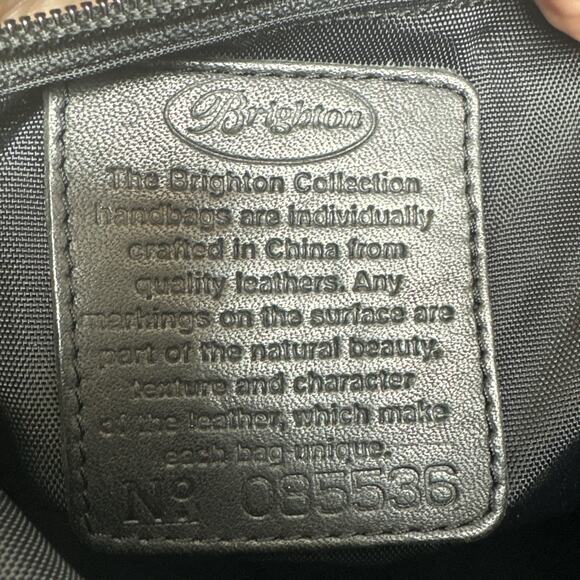 Brighton
The Brighton Collection
handbags are individually
crafted in China from
quality leathers. Any
markings on the surface are
part of the natural beauty,
texture and character
of the leather, which make
each bag unique.
No 085536